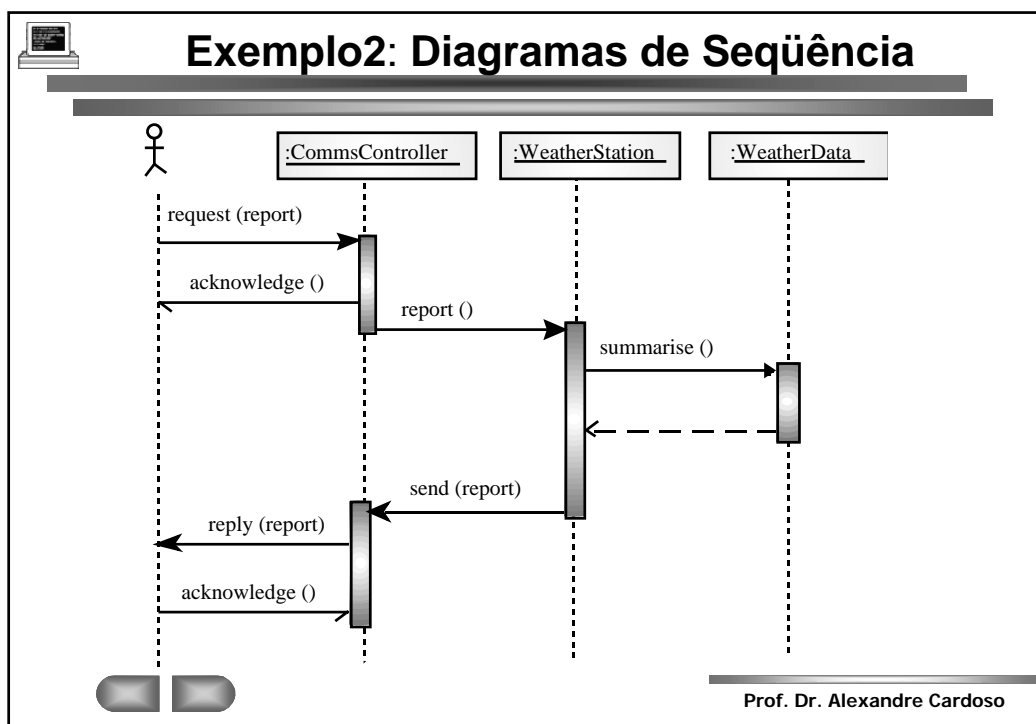 Exemplo2: Diagramas de Seqüência
:CommsController
:WeatherStation
:WeatherData
request (report)
acknowledge ()
report ()
summarise ()
send (report)
reply (report)
acknowledge ()
Prof. Dr. Alexandre Cardoso